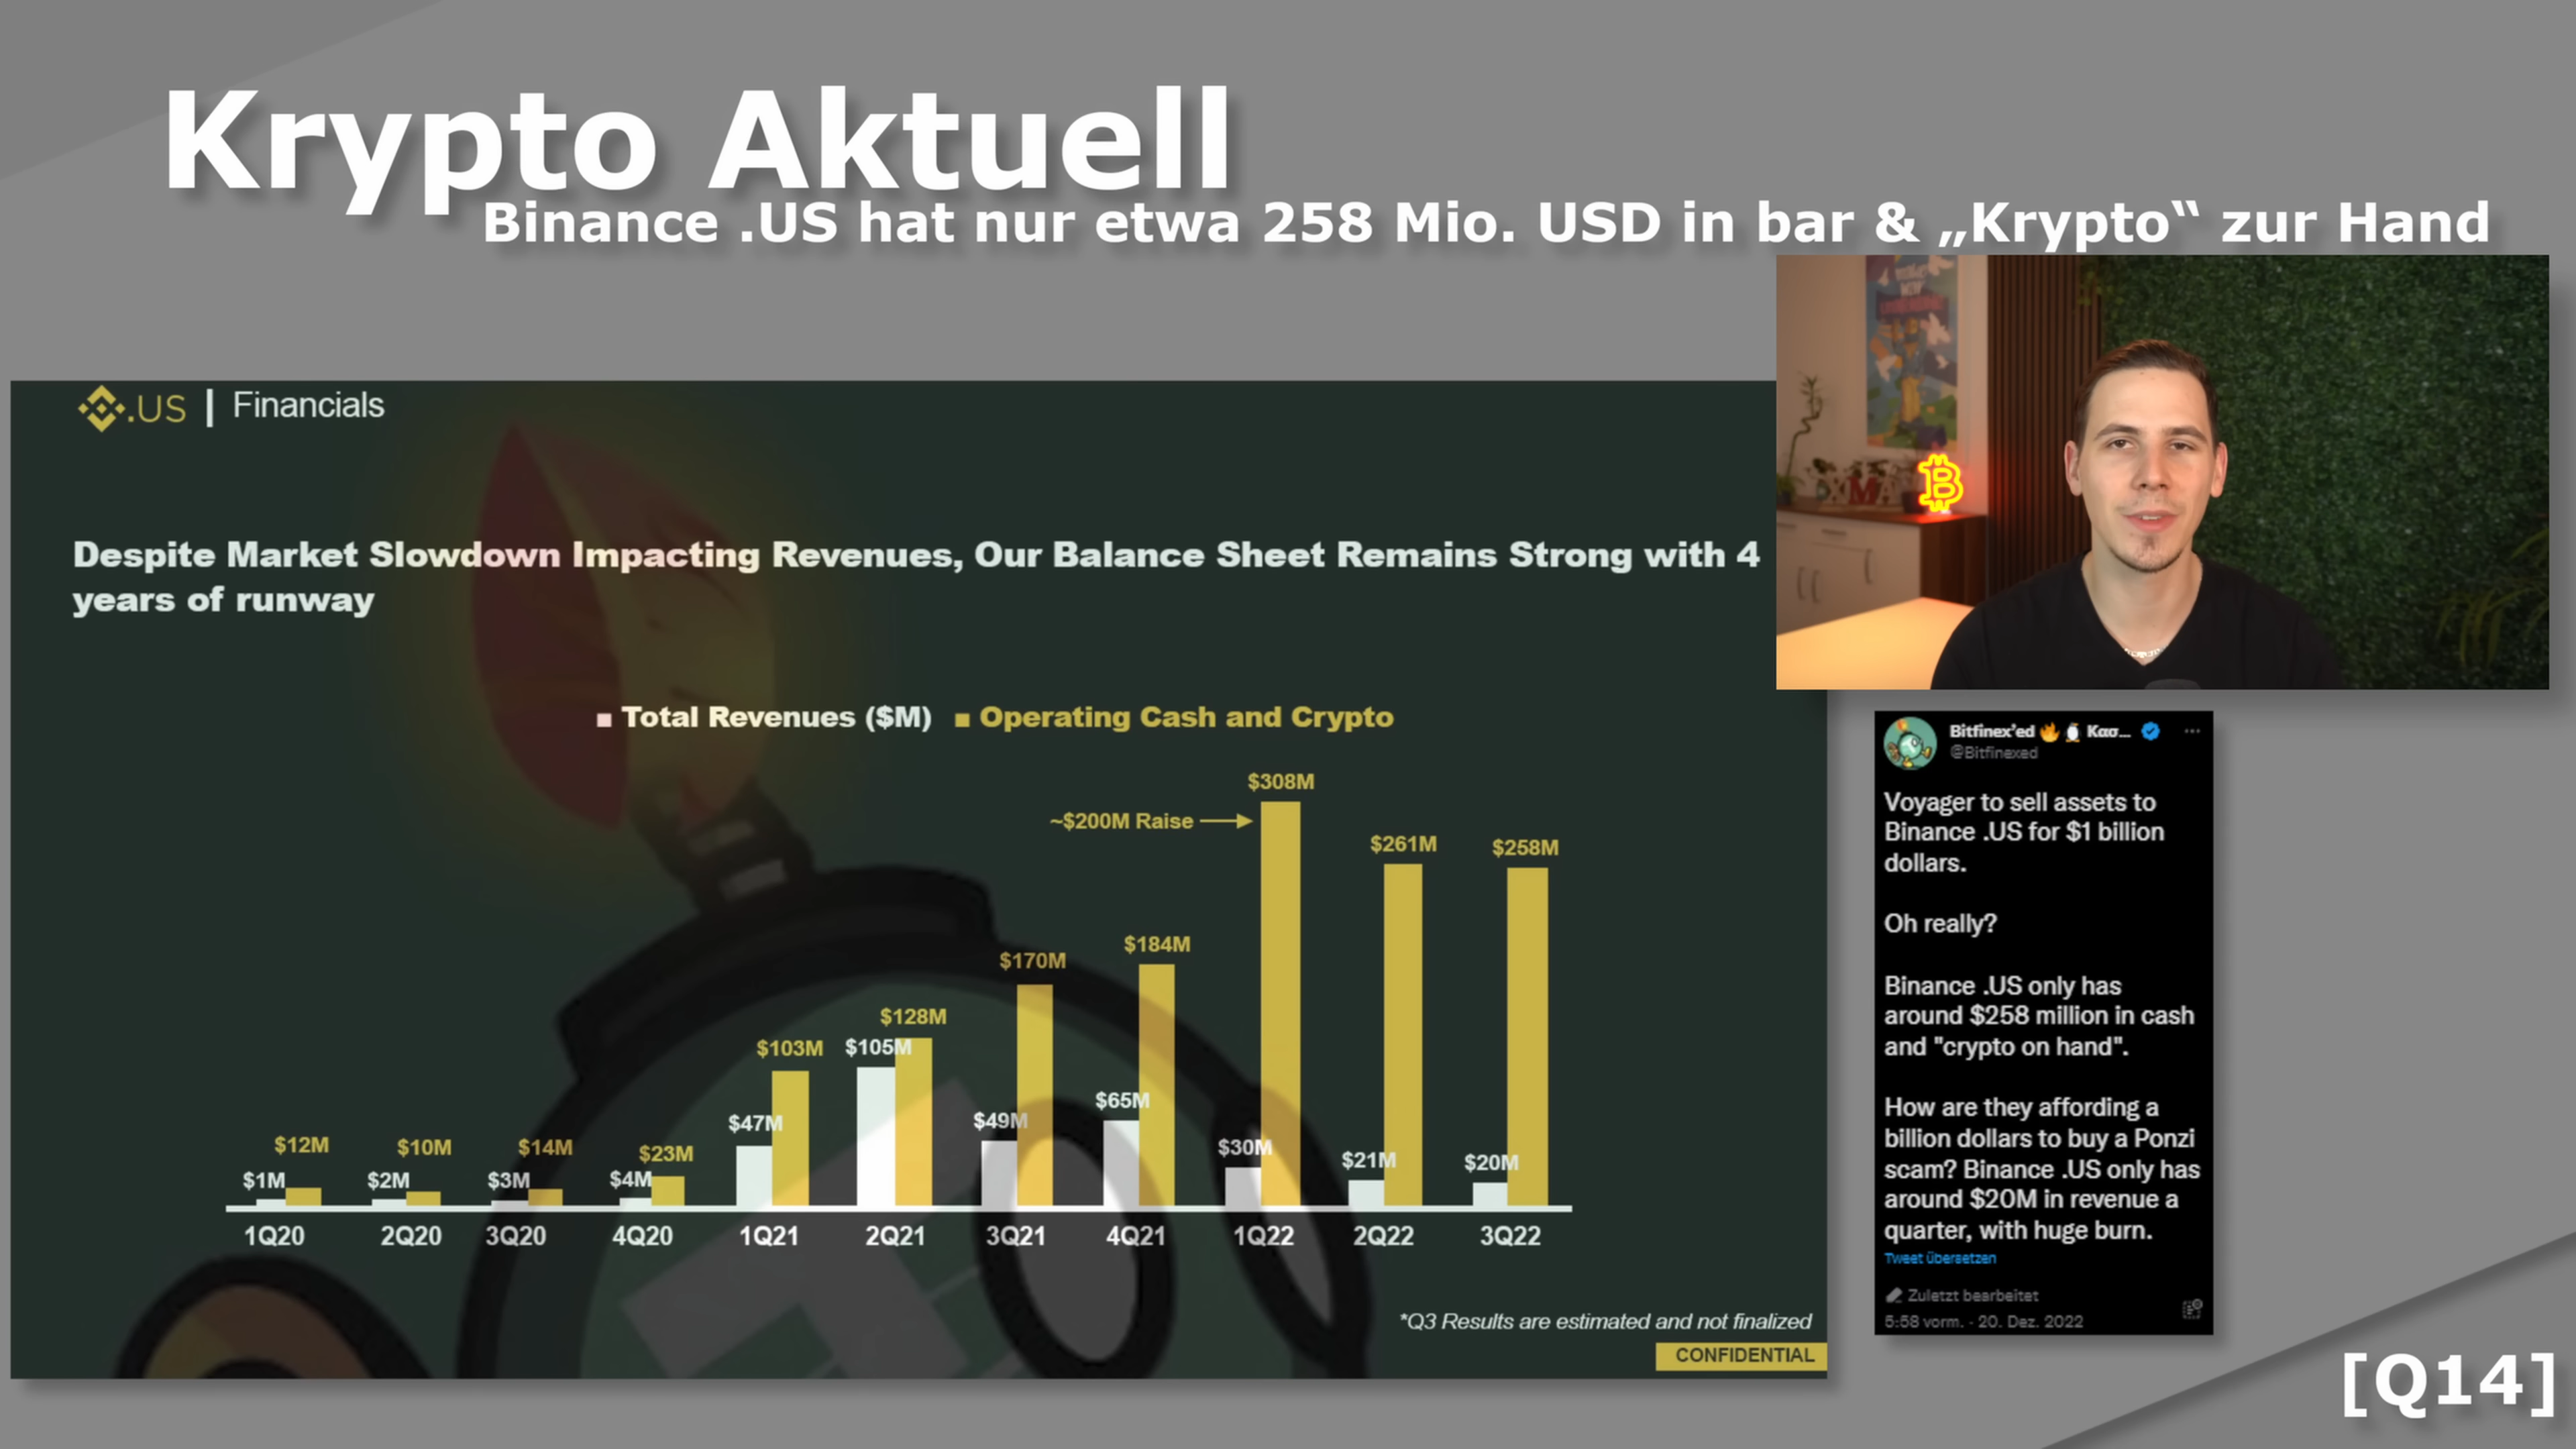 Krypto Aktuell
Binance .US hat nur etwa 258 Mio. USD in bar & „Krypto“ zur Hand
.US | Financials
Despite Market Slowdown Impacting Revenues, Our Balance Sheet Remains Strong with 4
years of runway
Total Revenues ($M) Operating Cash and Crypto
$308M
~$200M Raise
$261M
$258M
$184M
$170M
$128M
$103M $105M
$65M
$47M
$49M
$30M
$12M $10M $14M $23M
$21M $20M
$1M $2M $3M $4M
1Q20 2Q20 3Q20 4Q20 1Q21 2Q21 3Q21 4Q21 1Q22 2Q22 3Q22
*Q3 Results are estimated and not finalized
CONFIDENTIAL
Bitfinex'ed 🔥 🐧 Κασ... ···
@Bitfinexed
Voyager to sell assets to
Binance .US for $1 billion
dollars.
Oh really?
Binance .US only has
around $258 million in cash
and "crypto on hand".
How are they affording a
billion dollars to buy a Ponzi
scam? Binance .US only has
around $20M in revenue a
quarter, with huge burn.
Tweet übersetzen
Zuletzt bearbeitet
5:58 vorm. · 20. Dez. 2022
[Q14]